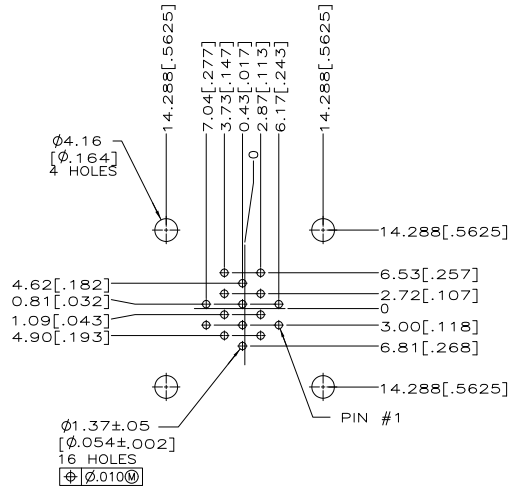 14.288[.5625]
7.04[.277]
3.73[.147]
0.43[.017]
2.87[.113]
6.17[.243]
14.288[.5625]
0
Ø4.16
[Ø.164]
4 HOLES
14.288[.5625]
4.62[.182]
0.81[.032]
1.09[.043]
4.90[.193]
6.53[.257]
2.72[.107]
0
3.00[.118]
6.81[.268]
14.288[.5625]
PIN #1
Ø1.37±.05
[Ø.054±.002]
16 HOLES
⌖ Ø.010Ⓜ